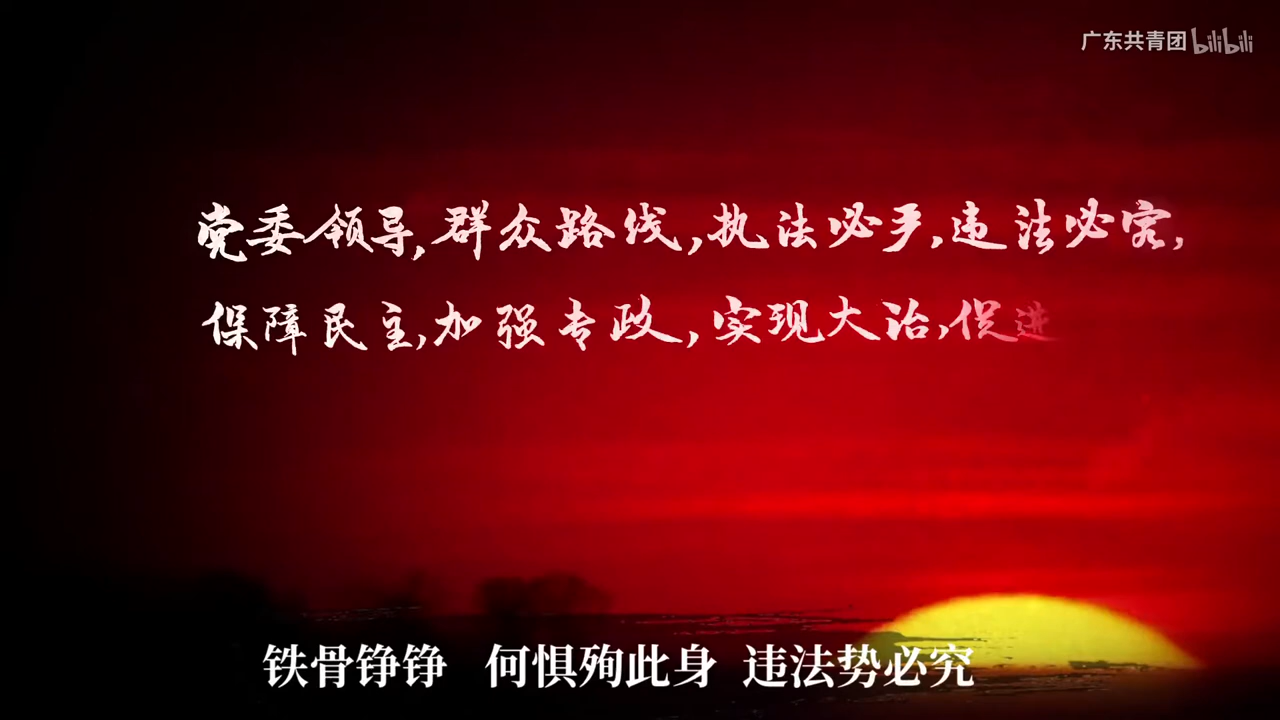 广东共青团 bilibili
党委领导,群众路线,执法必严,违法必究,
保障民主,加强专政,实现大治,促进
铁骨铮铮 何惧殉此身 违法势必究